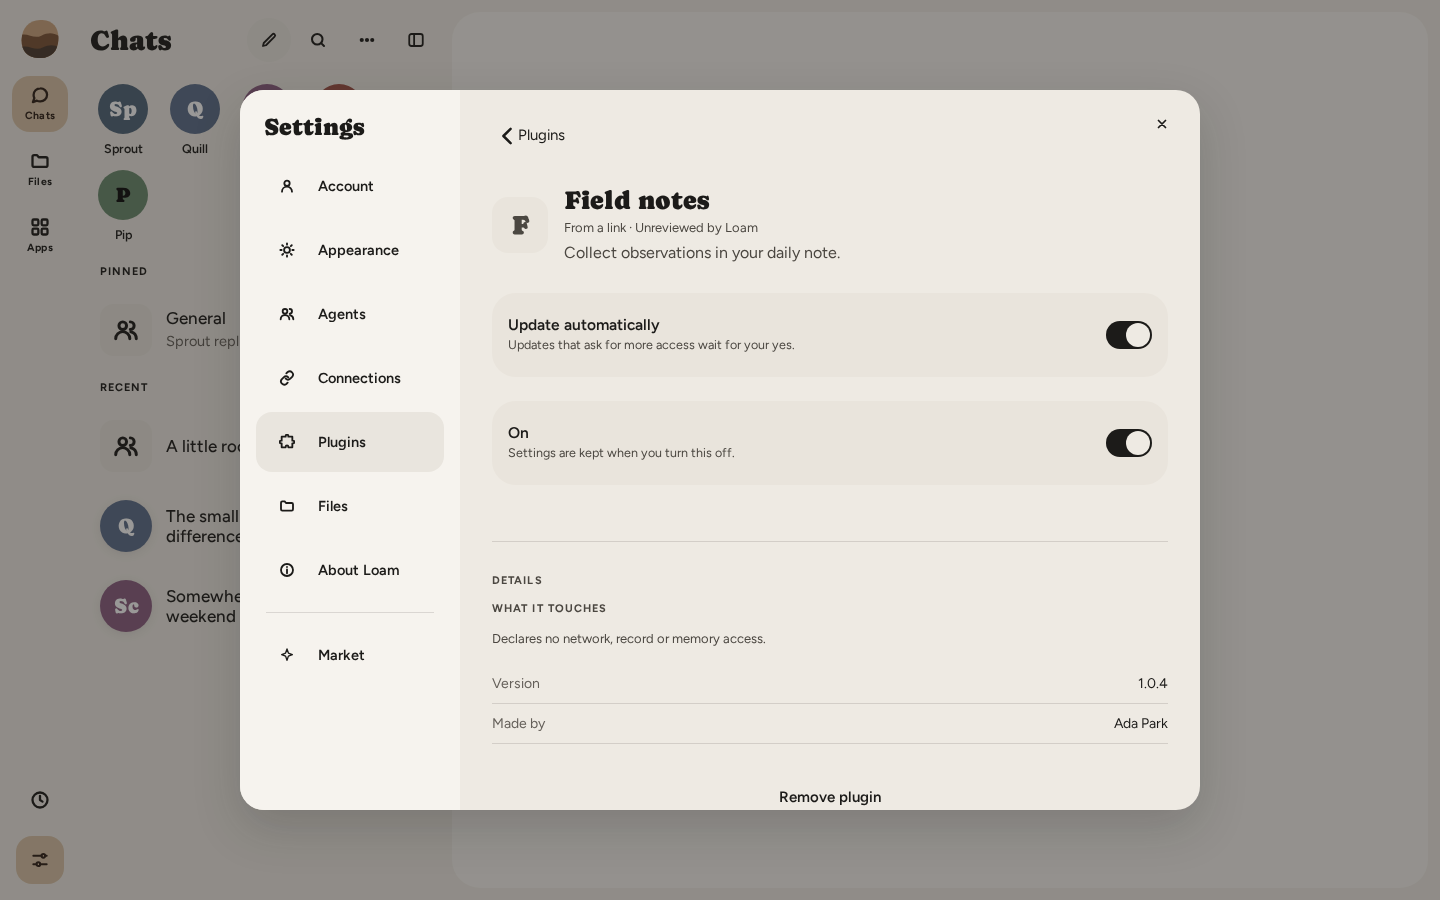 Chats
Chats
Files
Apps
Sp
Sprout
Q
Quill
P
Pip
PINNED
General
Sprout repl
RECENT
A little roo
Q
The small
difference
Sc
Somewhe
weekend
Settings
Account
Appearance
Agents
Connections
Plugins
Files
About Loam
Market
Plugins
F
Field notes
From a link · Unreviewed by Loam
Collect observations in your daily note.
Update automatically
Updates that ask for more access wait for your yes.
On
Settings are kept when you turn this off.
DETAILS
WHAT IT TOUCHES
Declares no network, record or memory access.
Version
1.0.4
Made by
Ada Park
Remove plugin